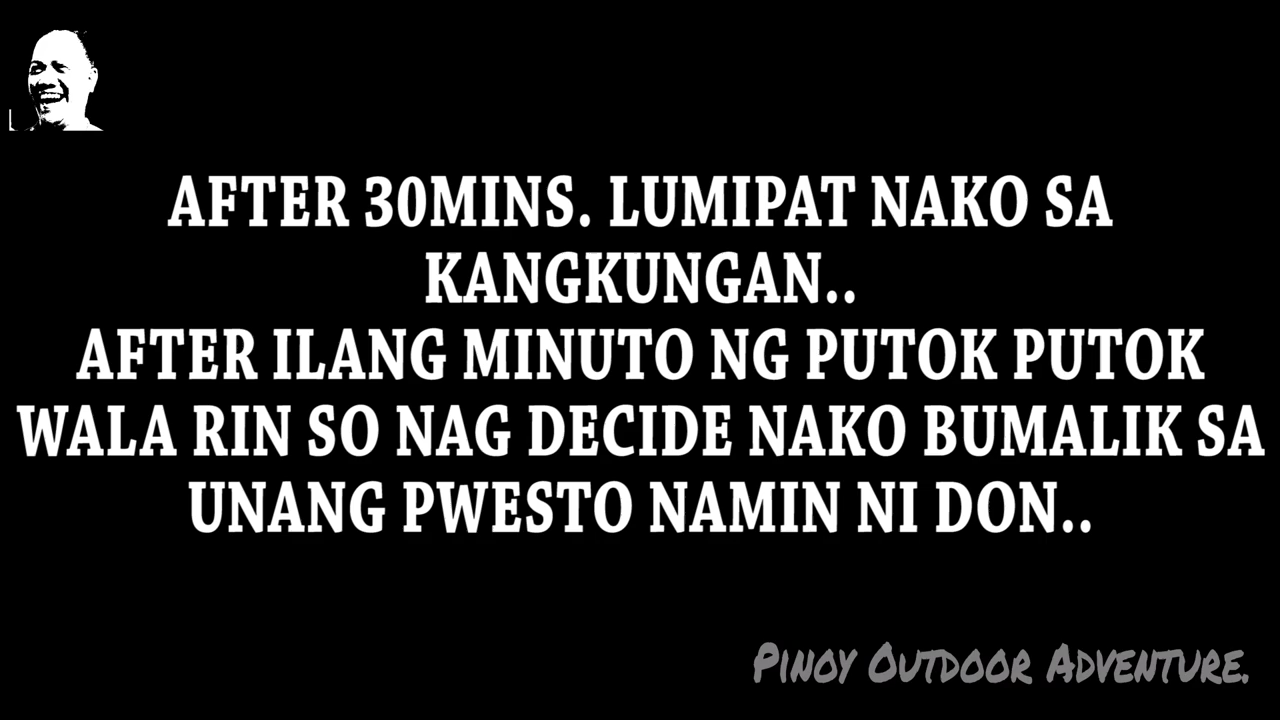 AFTER 30MINS. LUMIPAT NAKO SA
KANGKUNGAN..
AFTER ILANG MINUTO NG PUTOK PUTOK
WALA RIN SO NAG DECIDE NAKO BUMALIK SA
UNANG PWESTO NAMIN NI DON..
PINOY OUTDOOR ADVENTURE.